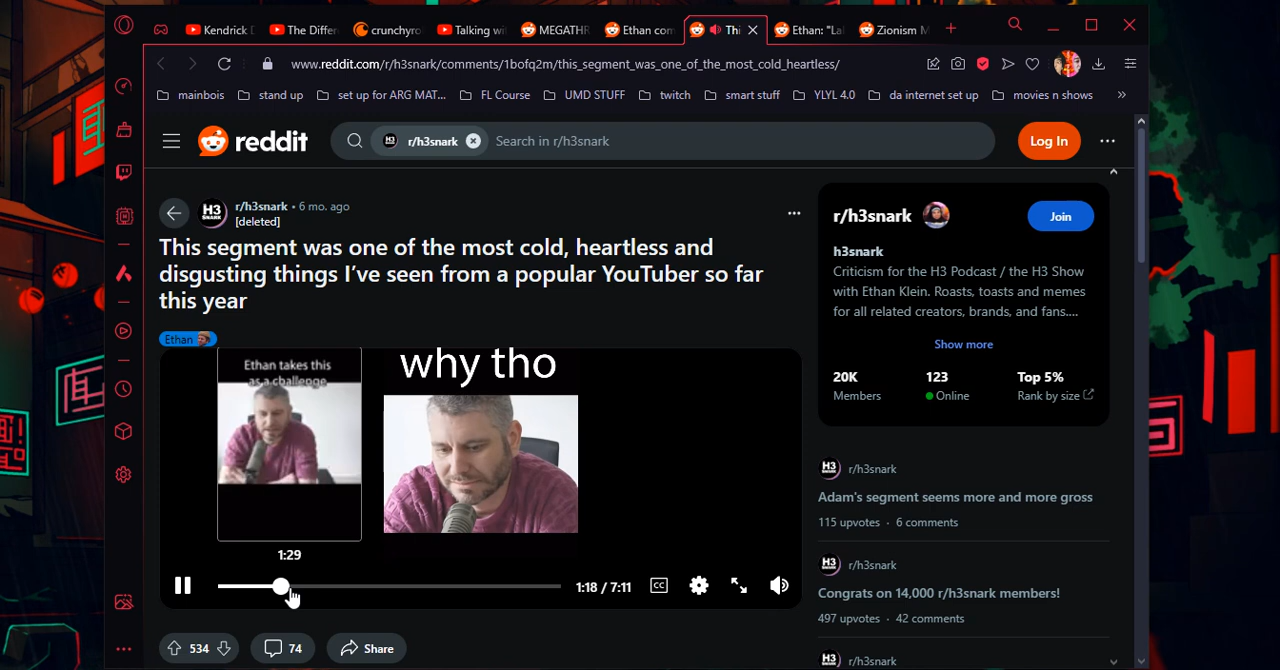 Kendrick
The Differ
crunchyro
Talking wi
MEGATHR
Ethan com
Thi
Ethan: "Lal
Zionism M
www.reddit.com/r/h3snark/comments/1bofq2m/this_segment_was_one_of_the_most_cold_heartless/
mainbois
stand up
set up for ARG MAT...
FL Course
UMD STUFF
twitch
smart stuff
YLYL 4.0
da internet set up
movies n shows
reddit
r/h3snark
Search in r/h3snark
Log In
H3 SNARK
r/h3snark • 6 mo. ago
[deleted]
This segment was one of the most cold, heartless and
disgusting things I've seen from a popular YouTuber so far
this year
Ethan
Ethan takes this
as a challenge
why tho
1:29
1:18 / 7:11
CC
534
74
Share
r/h3snark
Join
h3snark
Criticism for the H3 Podcast / the H3 Show
with Ethan Klein. Roasts, toasts and memes
for all related creators, brands, and fans....
Show more
20K
Members
123
Online
Top 5%
Rank by size
r/h3snark
Adam's segment seems more and more gross
115 upvotes · 6 comments
r/h3snark
Congrats on 14,000 r/h3snark members!
497 upvotes · 42 comments
r/h3snark